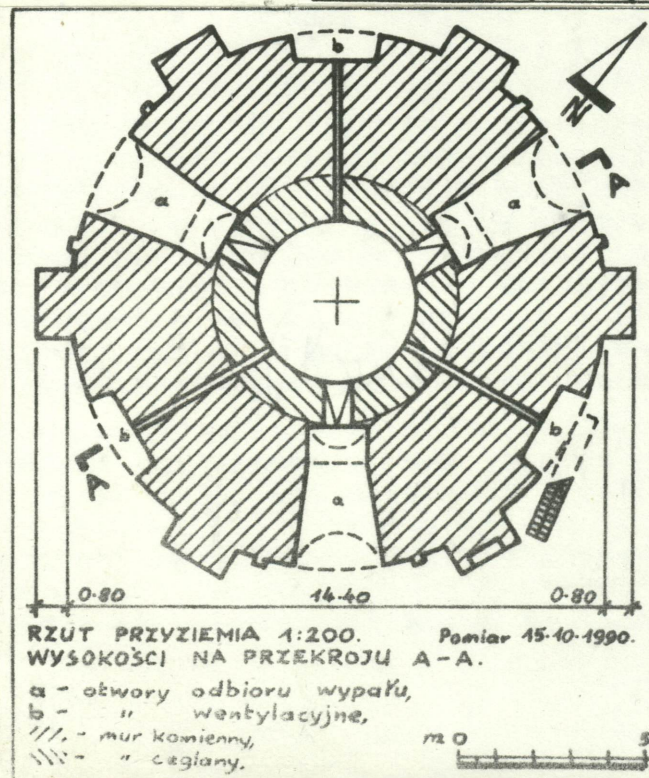 b
N
A
a
a
b
b
A
a
0.80 14.40 0.80
RZUT PRZYZIEMIA 1:200. Pomiar 15.10.1990.
WYSOKOŚCI NA PRZEKROJU A-A.
a - otwory odbioru wypału,
b - " wentylacyjne,
///. - mur kamienny,
\\\ - " ceglany.
m 0 5